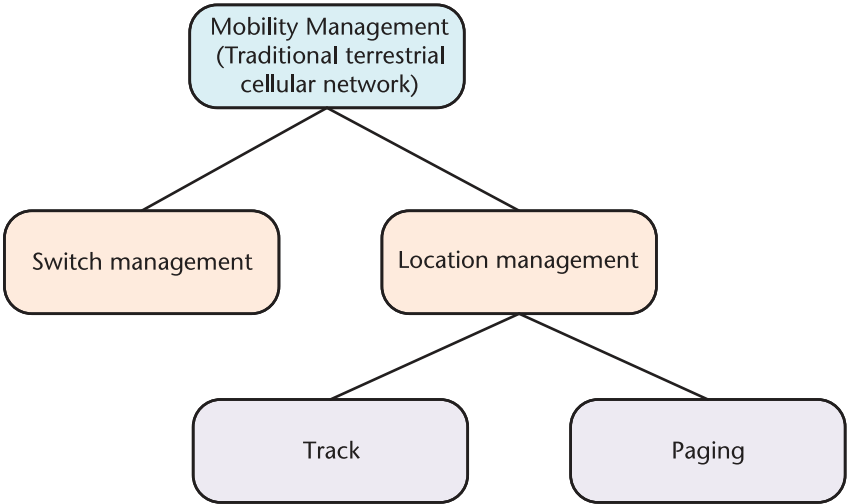 Mobility Management
(Traditional terrestrial
cellular network)
Switch management
Location management
Track
Paging